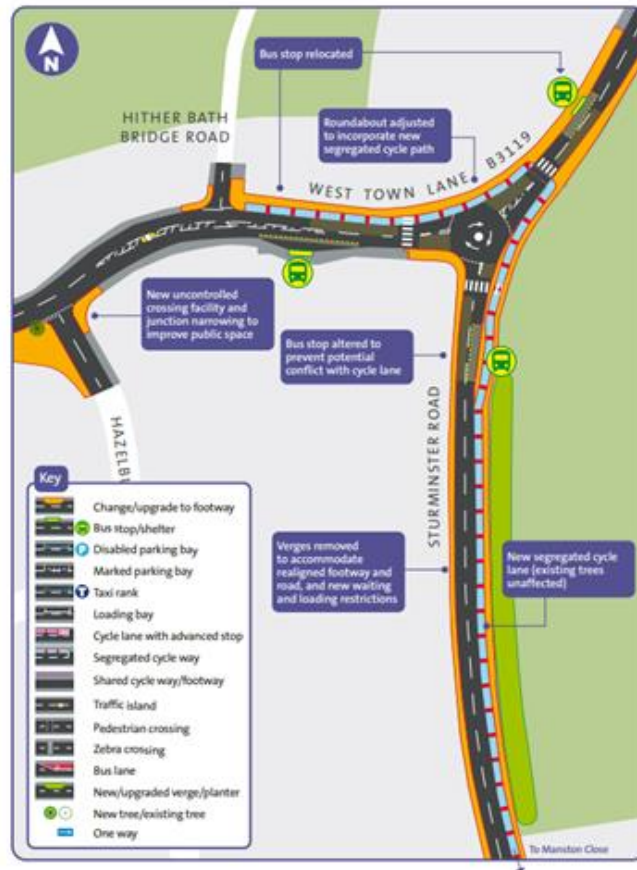 N
Bus stop relocated
HITHER BATH
BRIDGE ROAD
Roundabout adjusted
to incorporate new
segregated cycle path
WEST TOWN LANE B3119
New uncontrolled
crossing facility and
junction narrowing to
improve public space
Bus stop altered to
prevent potential
conflict with cycle lane
HAZELBU
STURMINSTER ROAD
Verges removed
to accommodate
realigned footway and
road, and new waiting
and loading restrictions
New segregated cycle
lane (existing trees
unaffected)
Key
Change/upgrade to footway
Bus stop/shelter
P Disabled parking bay
Marked parking bay
T Taxi rank
Loading bay
Cycle lane with advanced stop
Segregated cycle way
Shared cycle way/footway
Traffic island
Pedestrian crossing
Zebra crossing
Bus lane
New/upgraded verge/planter
New tree/existing tree
One way
To Manston Close